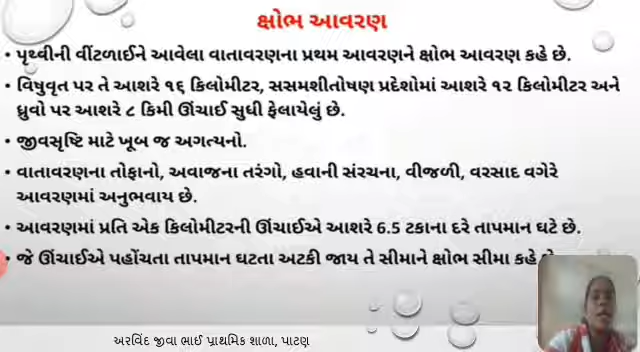 ક્ષોભ આવરણ
• પૃથ્વીની વીંટળાઈને આવેલા વાતાવરણના પ્રથમ આવરણને ક્ષોભ આવરણ કહે છે.
• વિષુવૃત પર તે આશરે ૧૬ કિલોમીટર, સસમશીતોષણ પ્રદેશોમાં આશરે ૧૨ કિલોમીટર અને
ધ્રુવો પર આશરે ૮ કિમી ઊંચાઈ સુધી ફેલાયેલું છે.
• જીવસૃષ્ટિ માટે ખૂબ જ અગત્યનો.
• વાતાવરણના તોફાનો, અવાજના તરંગો, હવાની સંરચના, વીજળી, વરસાદ વગેરે
આવરણમાં અનુભવાય છે.
• આવરણમાં પ્રતિ એક કિલોમીટરની ઊંચાઈએ આશરે 6.5 ટકાના દરે તાપમાન ઘટે છે.
• જે ઊંચાઈએ પહોંચતા તાપમાન ઘટતા અટકી જાય તે સીમાને ક્ષોભ સીમા કહે
અરવિંદ જીવા ભાઈ પ્રાથમિક શાળા, પાટણ